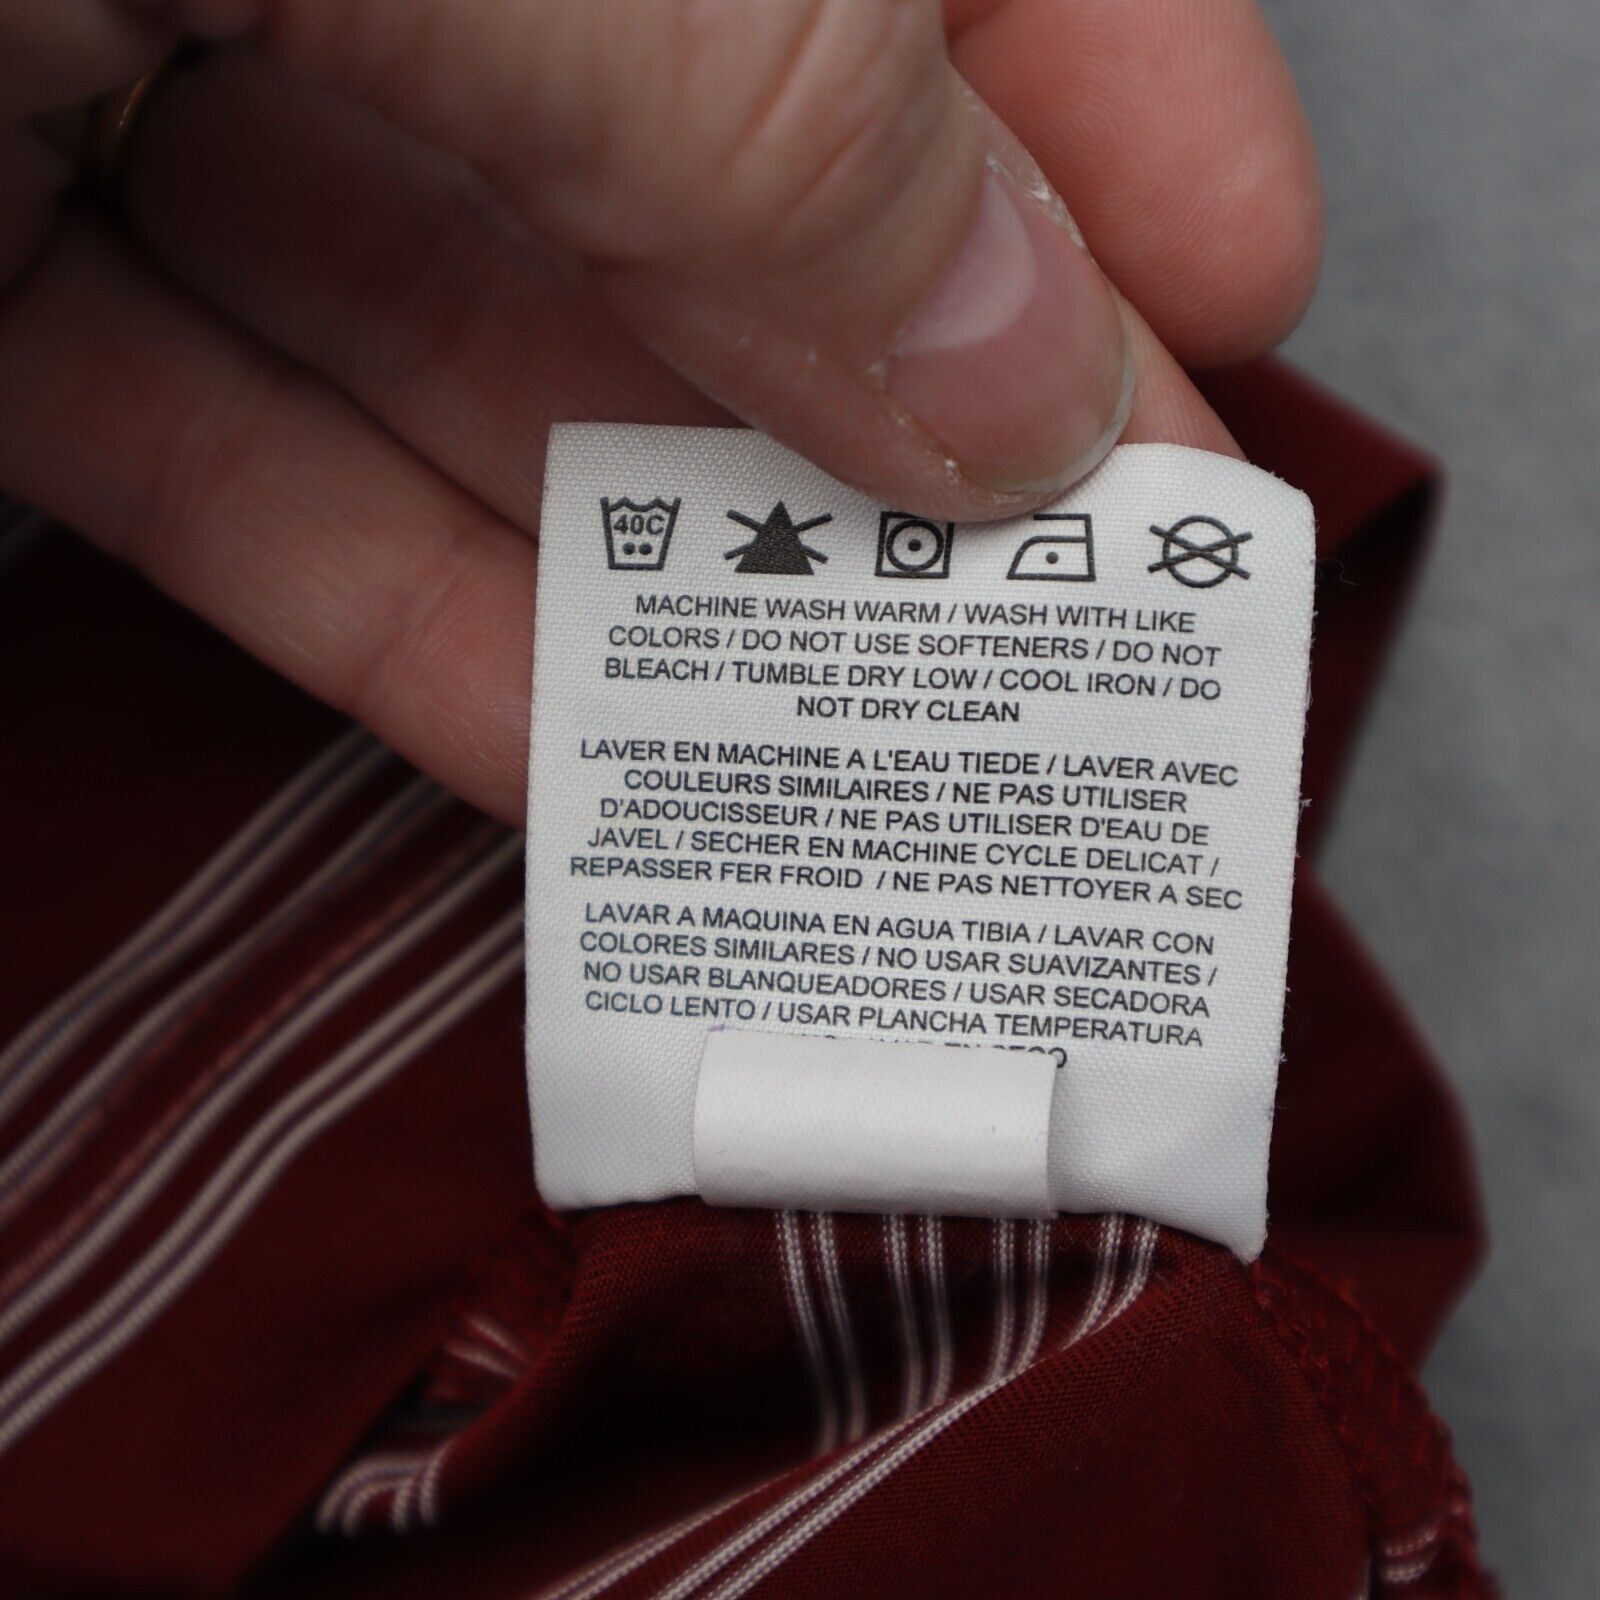 40C
MACHINE WASH WARM / WASH WITH LIKE
COLORS / DO NOT USE SOFTENERS / DO NOT
BLEACH / TUMBLE DRY LOW / COOL IRON / DO
NOT DRY CLEAN
LAVER EN MACHINE A L'EAU TIEDE / LAVER AVEC
COULEURS SIMILAIRES / NE PAS UTILISER
D'ADOUCISSEUR / NE PAS UTILISER D'EAU DE
JAVEL / SECHER EN MACHINE CYCLE DELICAT /
REPASSER FER FROID / NE PAS NETTOYER A SEC
LAVAR A MAQUINA EN AGUA TIBIA / LAVAR CON
COLORES SIMILARES / NO USAR SUAVIZANTES /
NO USAR BLANQUEADORES / USAR SECADORA
CICLO LENTO / USAR PLANCHA TEMPERATURA
EN SECO